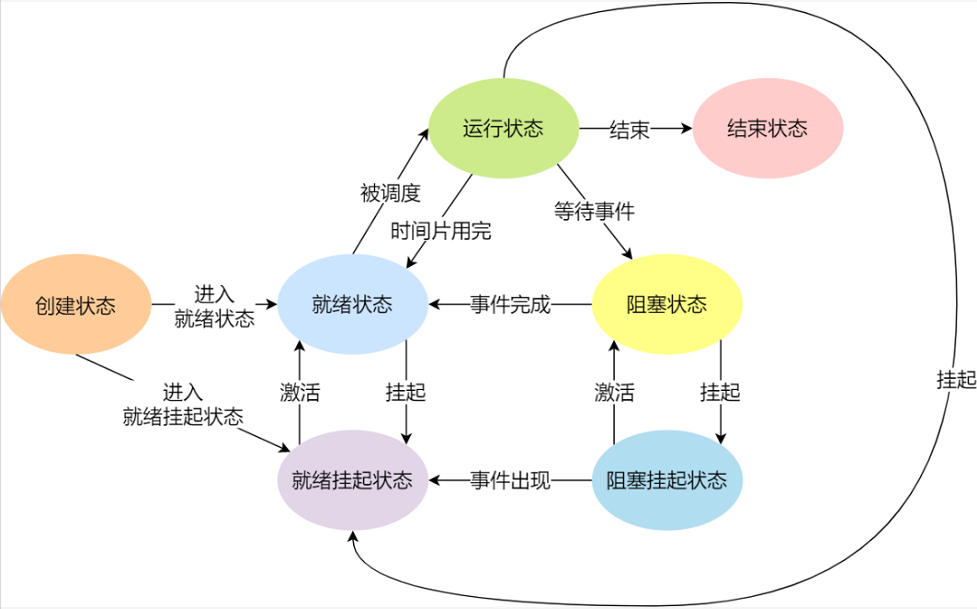 运行状态
结束
结束状态
被调度
等待事件
时间片用完
创建状态
进入
就绪状态
就绪状态
事件完成
阻塞状态
进入
就绪挂起状态
激活
挂起
激活
挂起
挂起
就绪挂起状态
事件出现
阻塞挂起状态